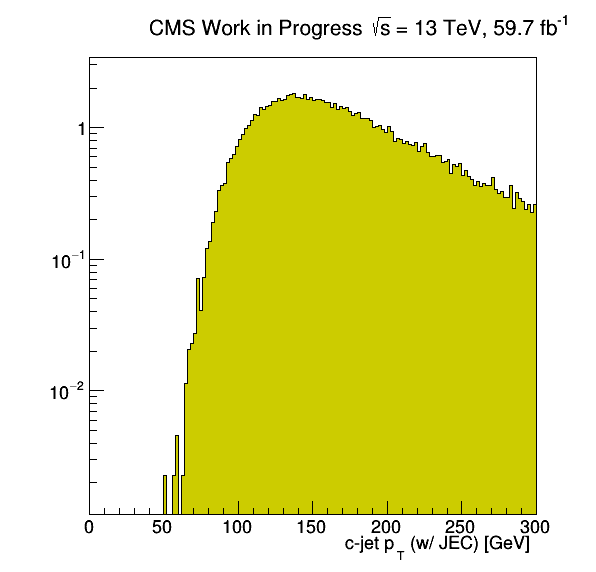 CMS Work in Progress √s = 13 TeV, 59.7 fb⁻¹
1
10⁻¹
10⁻²
0 50 100 150 200 250 300
c-jet p_T (w/ JEC) [GeV]